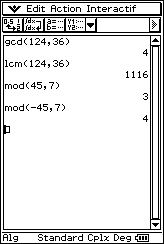 Edit Action Interactif
gcd(124,36)
4
lcm(124,36)
1116
mod(45,7)
3
mod(-45,7)
4
Alg Standard Cplx Deg